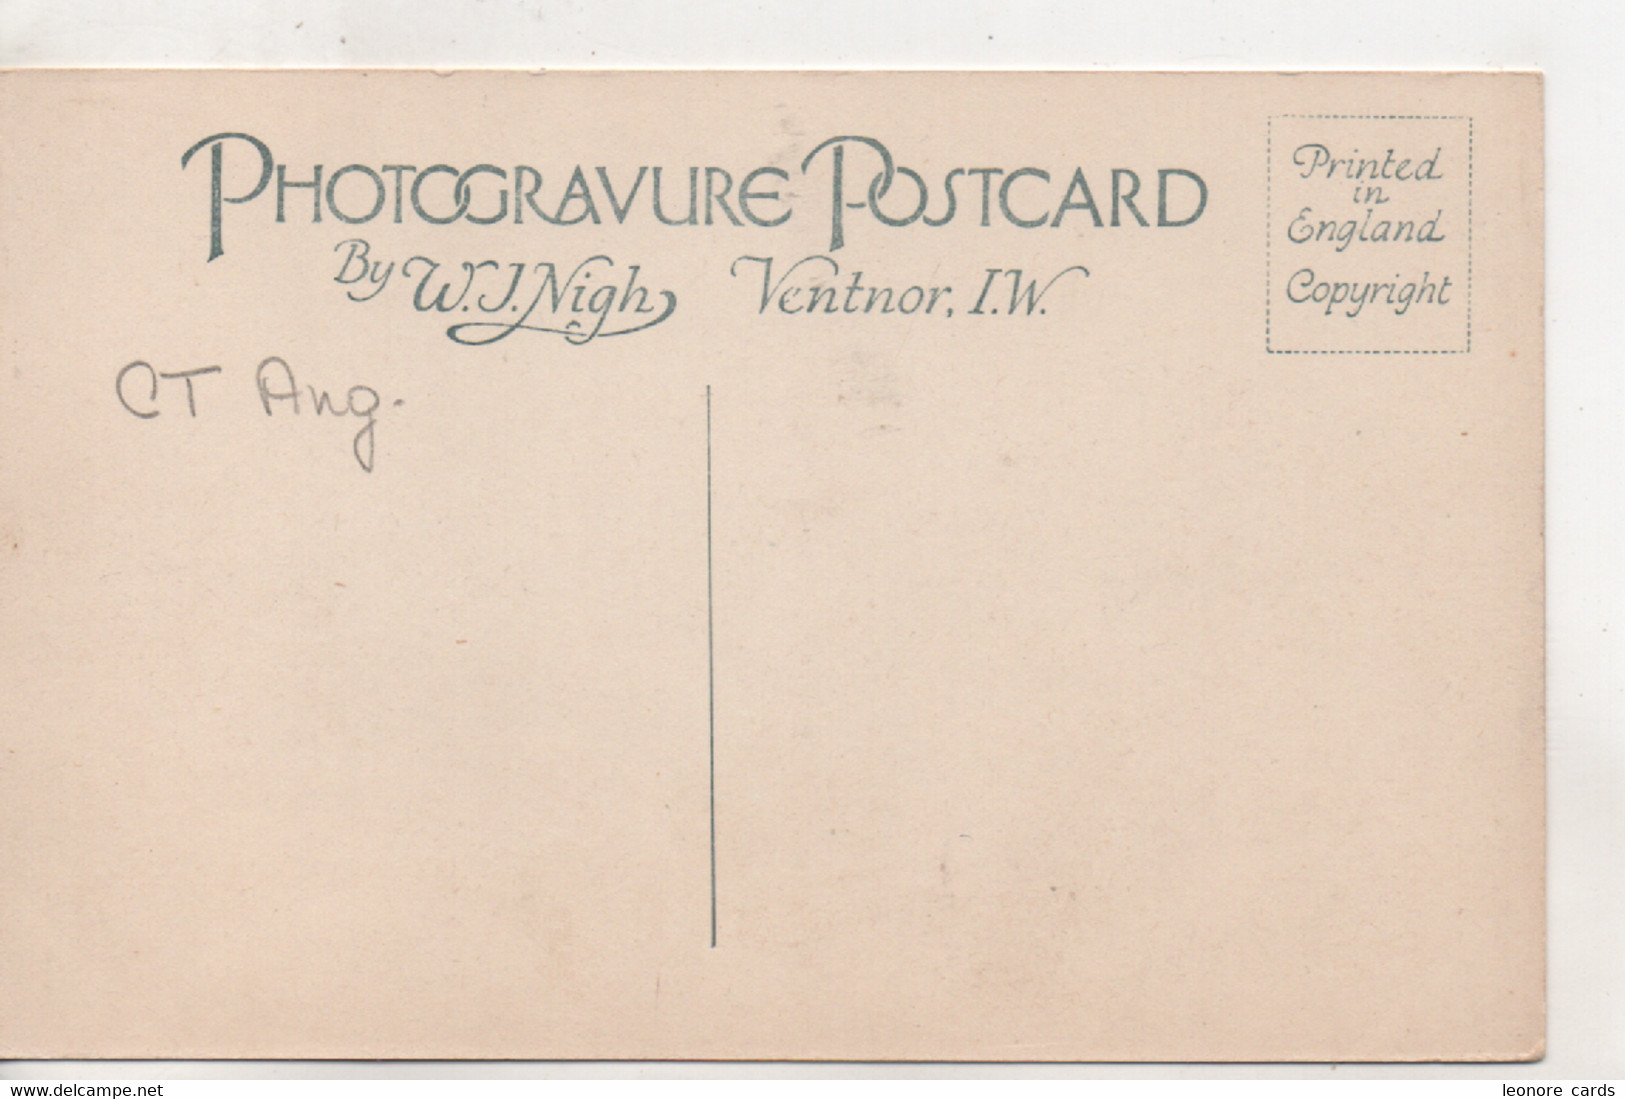 PHOTOGRAVURE POSTCARD
By W.J. Nigh, Ventnor, I.W.
Printed
in
England
Copyright
CT Ang.
www.delcampe.net
leonore cards